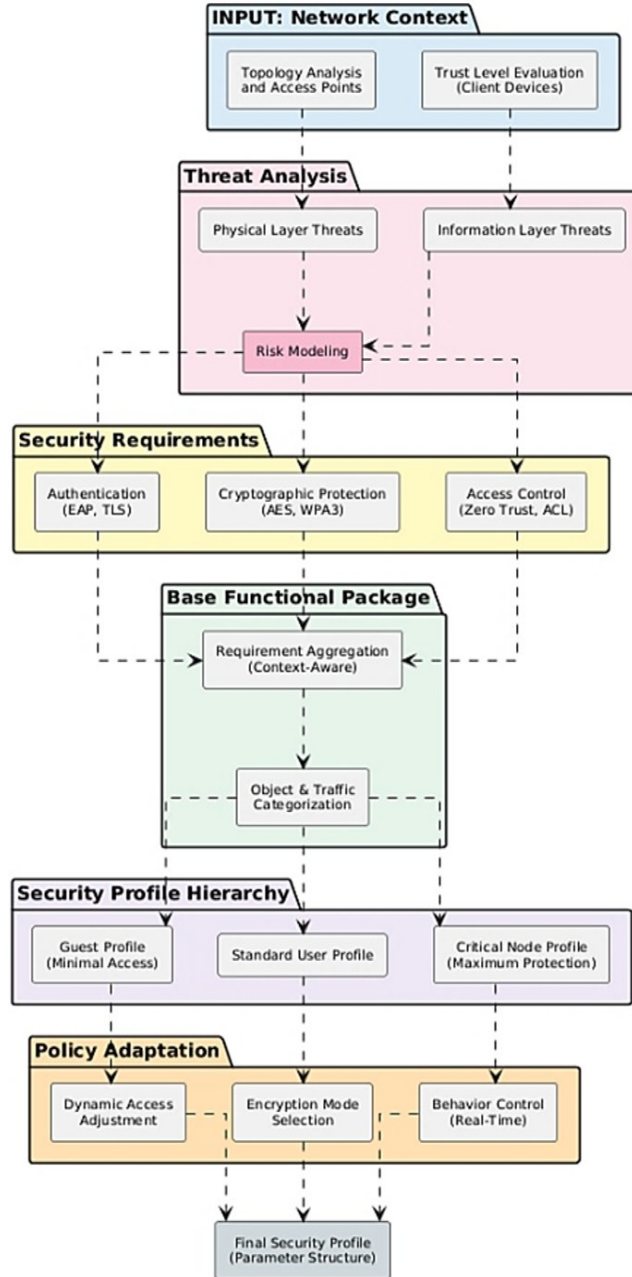 INPUT: Network Context
Topology Analysis
and Access Points
Trust Level Evaluation
(Client Devices)
Threat Analysis
Physical Layer Threats
Information Layer Threats
Risk Modeling
Security Requirements
Authentication
(EAP, TLS)
Cryptographic Protection
(AES, WPA3)
Access Control
(Zero Trust, ACL)
Base Functional Package
Requirement Aggregation
(Context-Aware)
Object & Traffic
Categorization
Security Profile Hierarchy
Guest Profile
(Minimal Access)
Standard User Profile
Critical Node Profile
(Maximum Protection)
Policy Adaptation
Dynamic Access
Adjustment
Encryption Mode
Selection
Behavior Control
(Real-Time)
Final Security Profile
(Parameter Structure)